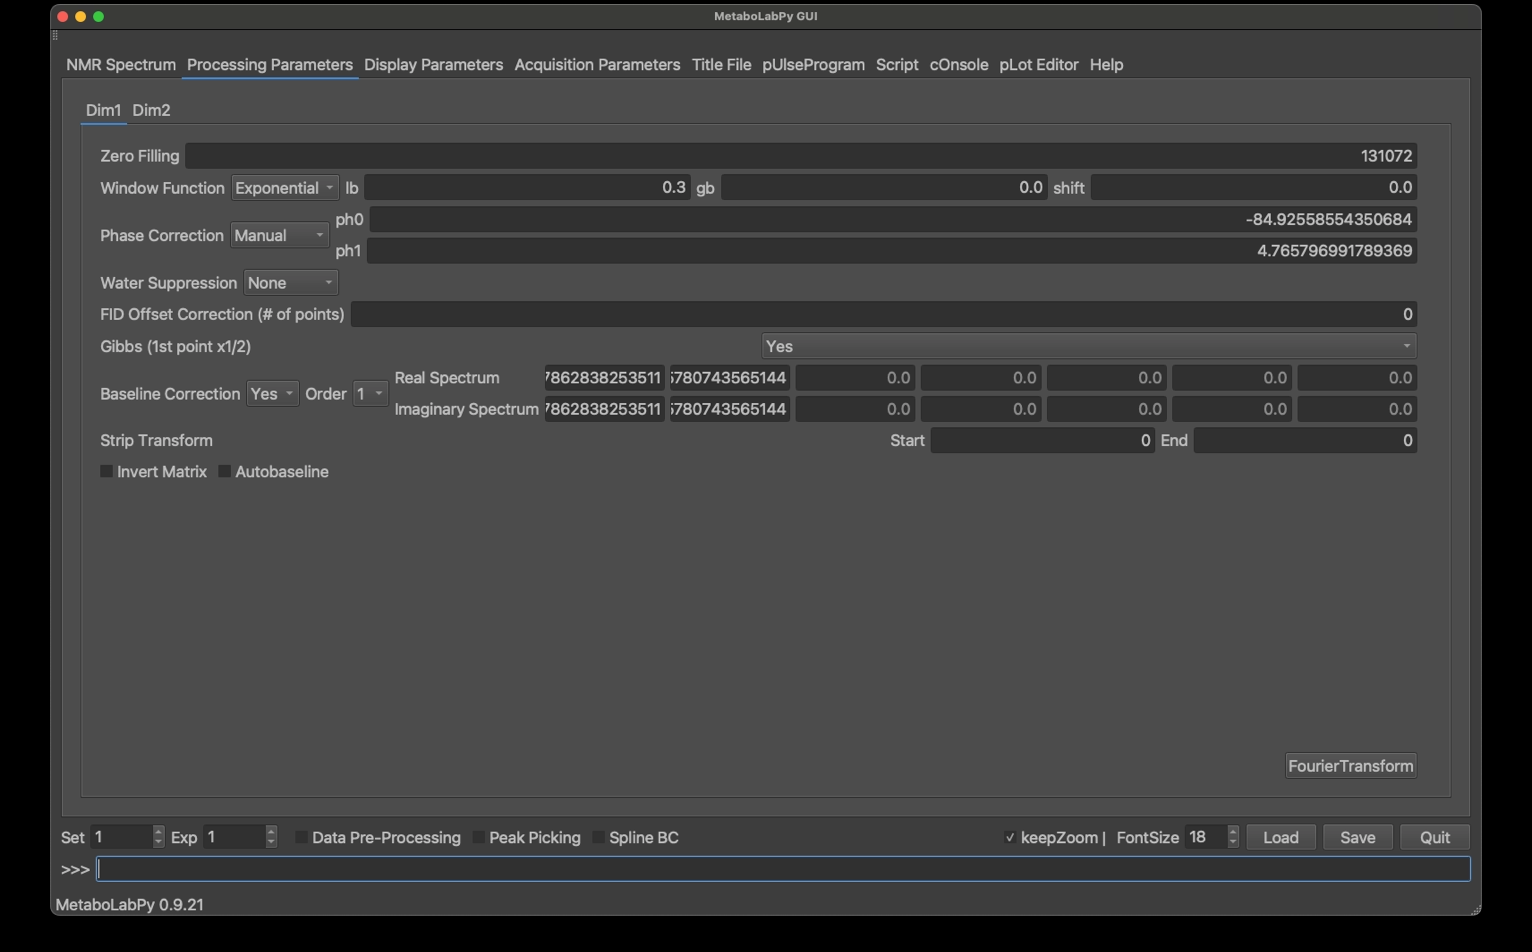 MetaboLabPy GUI
NMR Spectrum Processing Parameters Display Parameters Acquisition Parameters Title File pUlseProgram Script cOnsole pLot Editor Help
Dim1 Dim2
Zero Filling 131072
Window Function Exponential lb 0.3 gb 0.0 shift 0.0
Phase Correction Manual
ph0 -84.92558554350684
ph1 4.765796991789369
Water Suppression None
FID Offset Correction (# of points) 0
Gibbs (1st point x1/2) Yes
Baseline Correction Yes Order 1
Real Spectrum 7862838253511 5780743565144 0.0 0.0 0.0 0.0 0.0
Imaginary Spectrum 7862838253511 5780743565144 0.0 0.0 0.0 0.0 0.0
Strip Transform Start 0 End 0
Invert Matrix Autobaseline
FourierTransform
Set 1 Exp 1 Data Pre-Processing Peak Picking Spline BC keepZoom | FontSize 18 Load Save Quit
>>>
MetaboLabPy 0.9.21